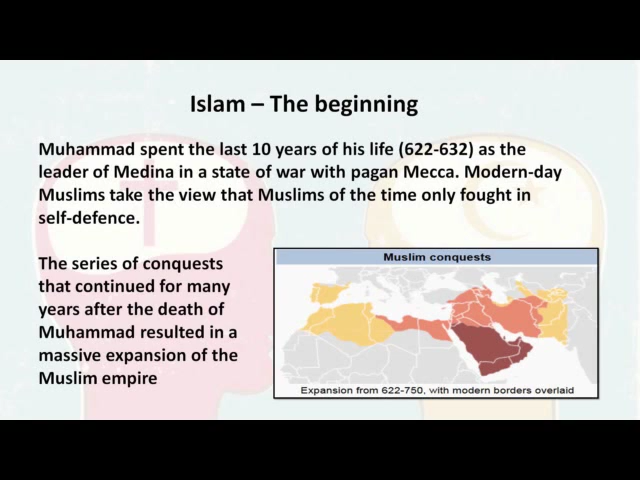 Islam – The beginning
Muhammad spent the last 10 years of his life (622-632) as the
leader of Medina in a state of war with pagan Mecca. Modern-day
Muslims take the view that Muslims of the time only fought in
self-defence.
The series of conquests
that continued for many
years after the death of
Muhammad resulted in a
massive expansion of the
Muslim empire
Muslim conquests
Expansion from 622-750, with modern borders overlaid